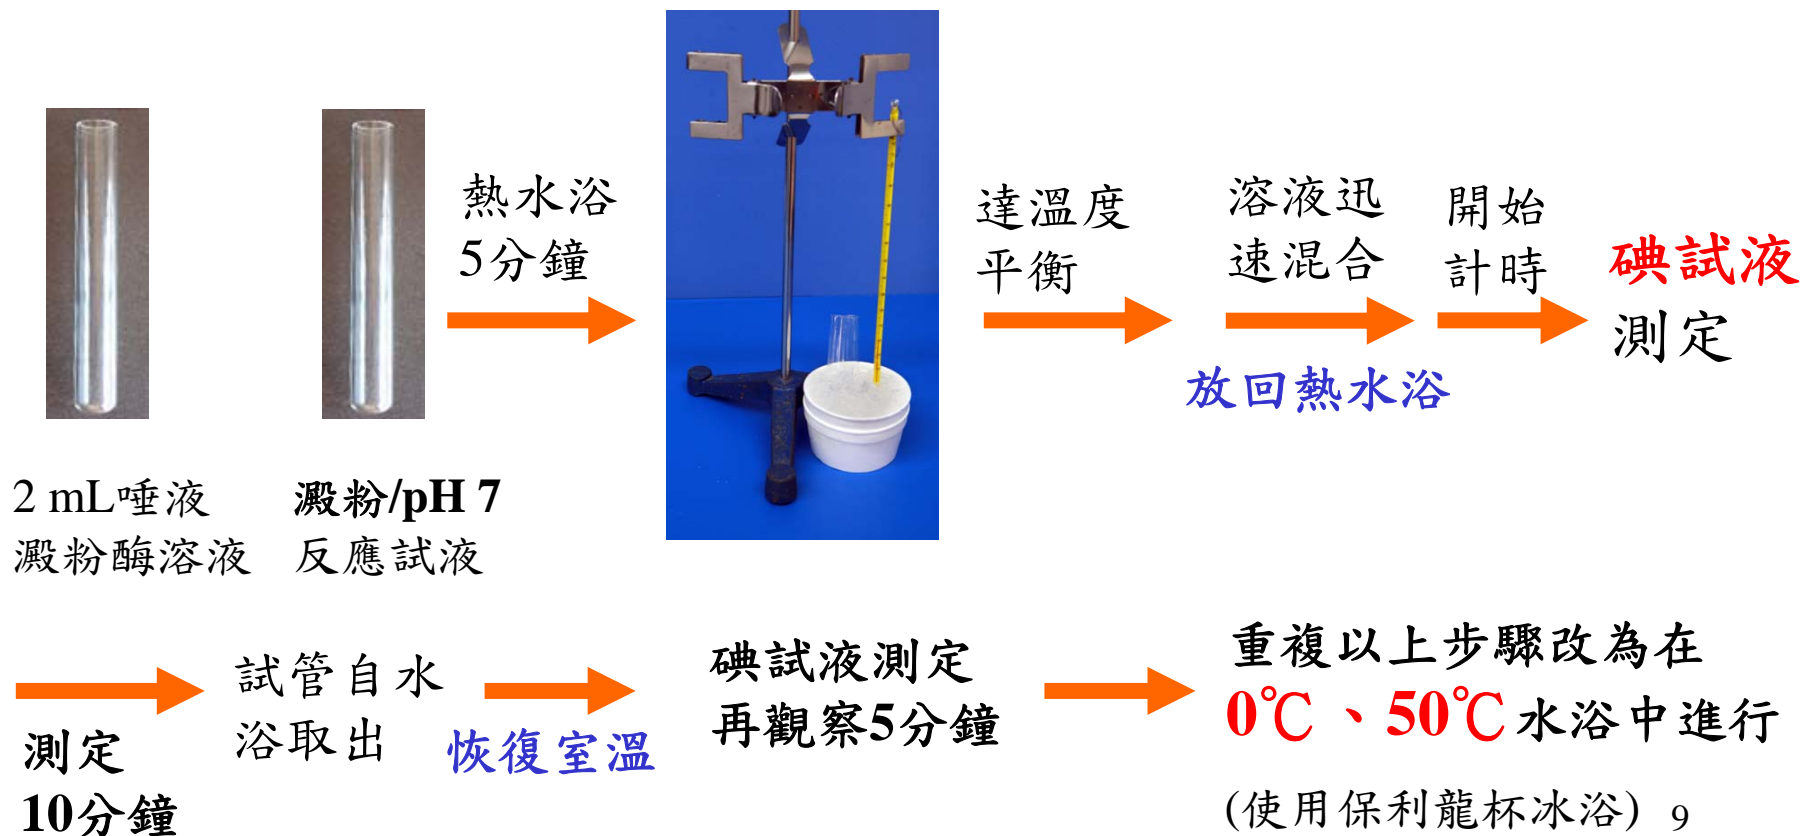 熱水浴
5分鐘
達溫度
平衡
溶液迅
速混合
放回熱水浴
開始
計時
碘試液
測定
2 mL唾液
澱粉酶溶液
澱粉/pH 7
反應試液
測定
10分鐘
試管自水
浴取出
恢復室溫
碘試液測定
再觀察5分鐘
重複以上步驟改為在
0℃、50℃水浴中進行
(使用保利龍杯冰浴)
9